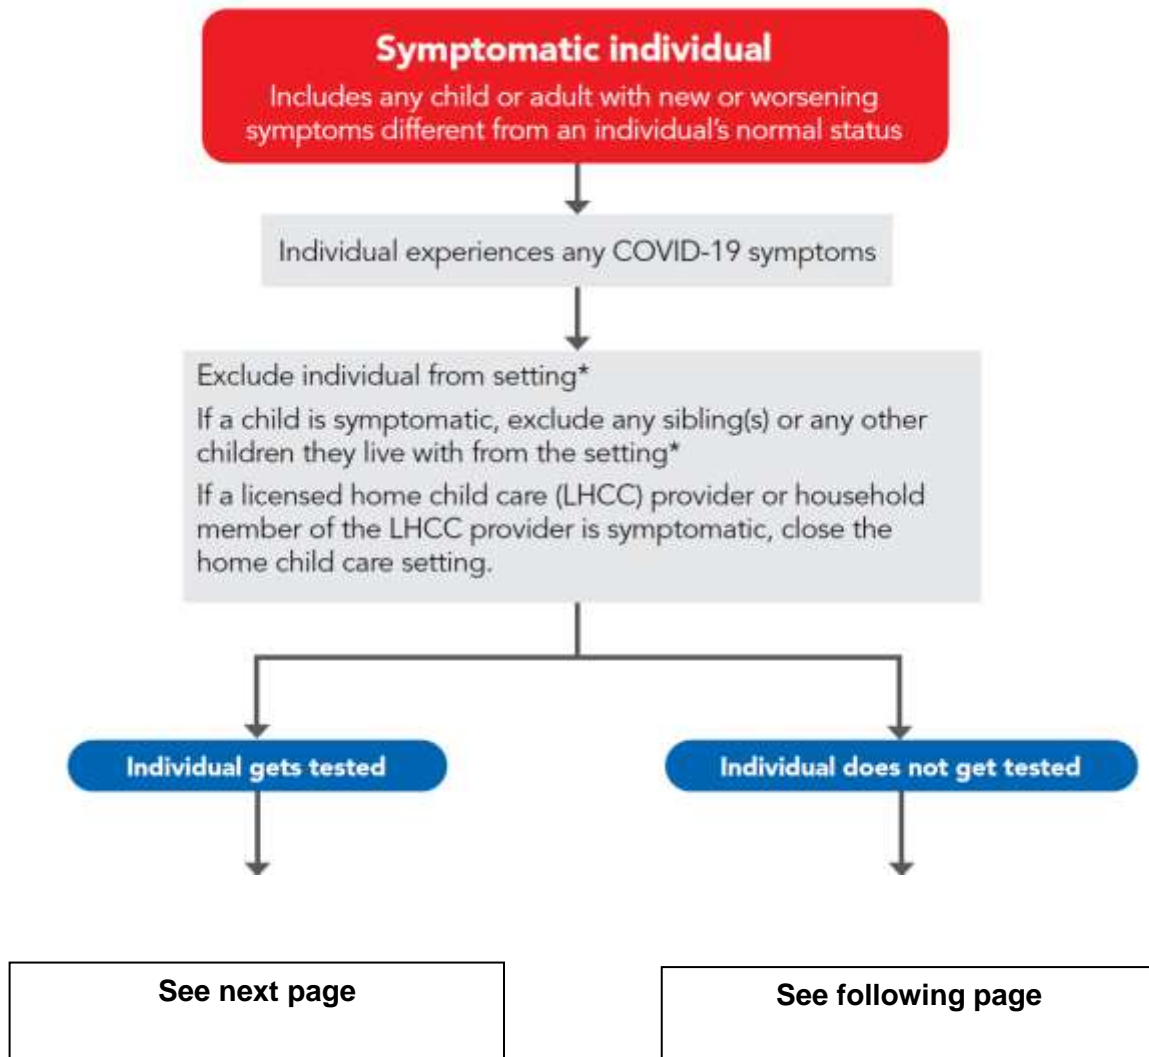 Symptomatic individual
Includes any child or adult with new or worsening
symptoms different from an individual's normal status
Individual experiences any COVID-19 symptoms
Exclude individual from setting*
If a child is symptomatic, exclude any sibling(s) or any other
children they live with from the setting*
If a licensed home child care (LHCC) provider or household
member of the LHCC provider is symptomatic, close the
home child care setting.
Individual gets tested
Individual does not get tested
See next page
See following page